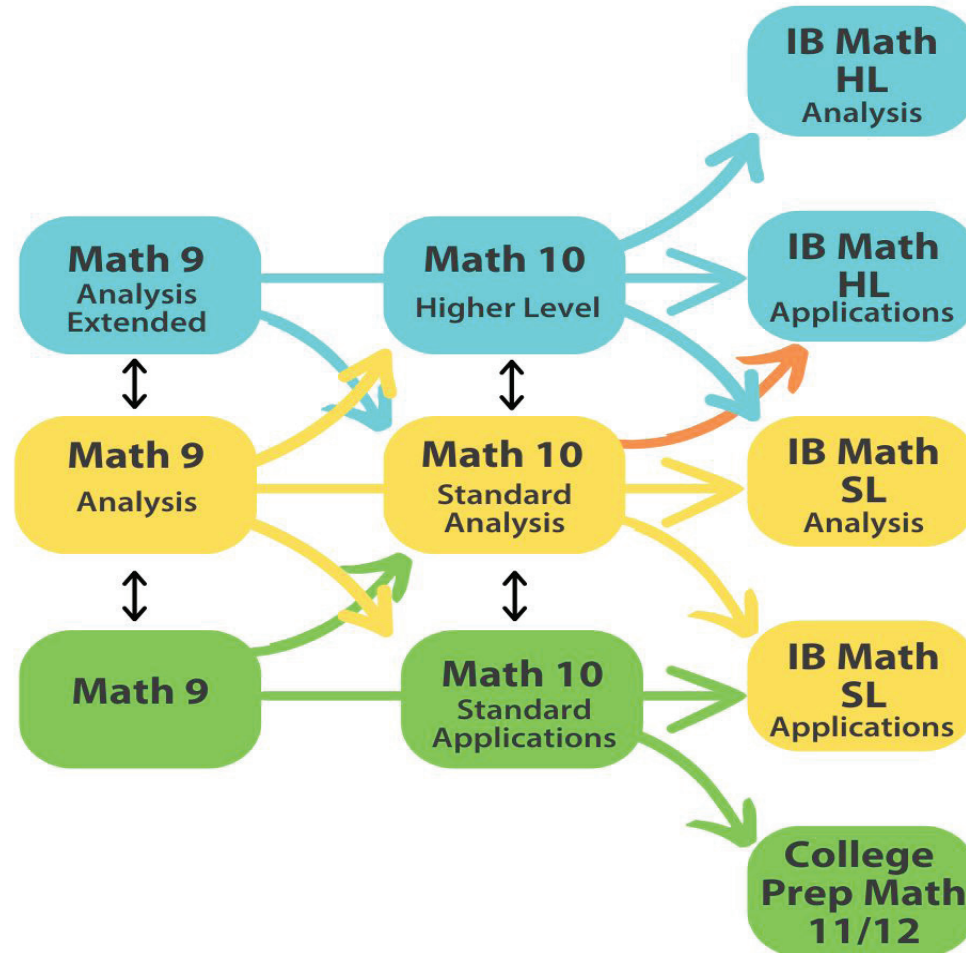 IB Math
HL
Analysis
Math 9
Analysis
Extended
Math 10
Higher Level
IB Math
HL
Applications
Math 9
Analysis
Math 10
Standard
Analysis
IB Math
SL
Analysis
Math 9
Math 10
Standard
Applications
IB Math
SL
Applications
College
Prep Math
11/12